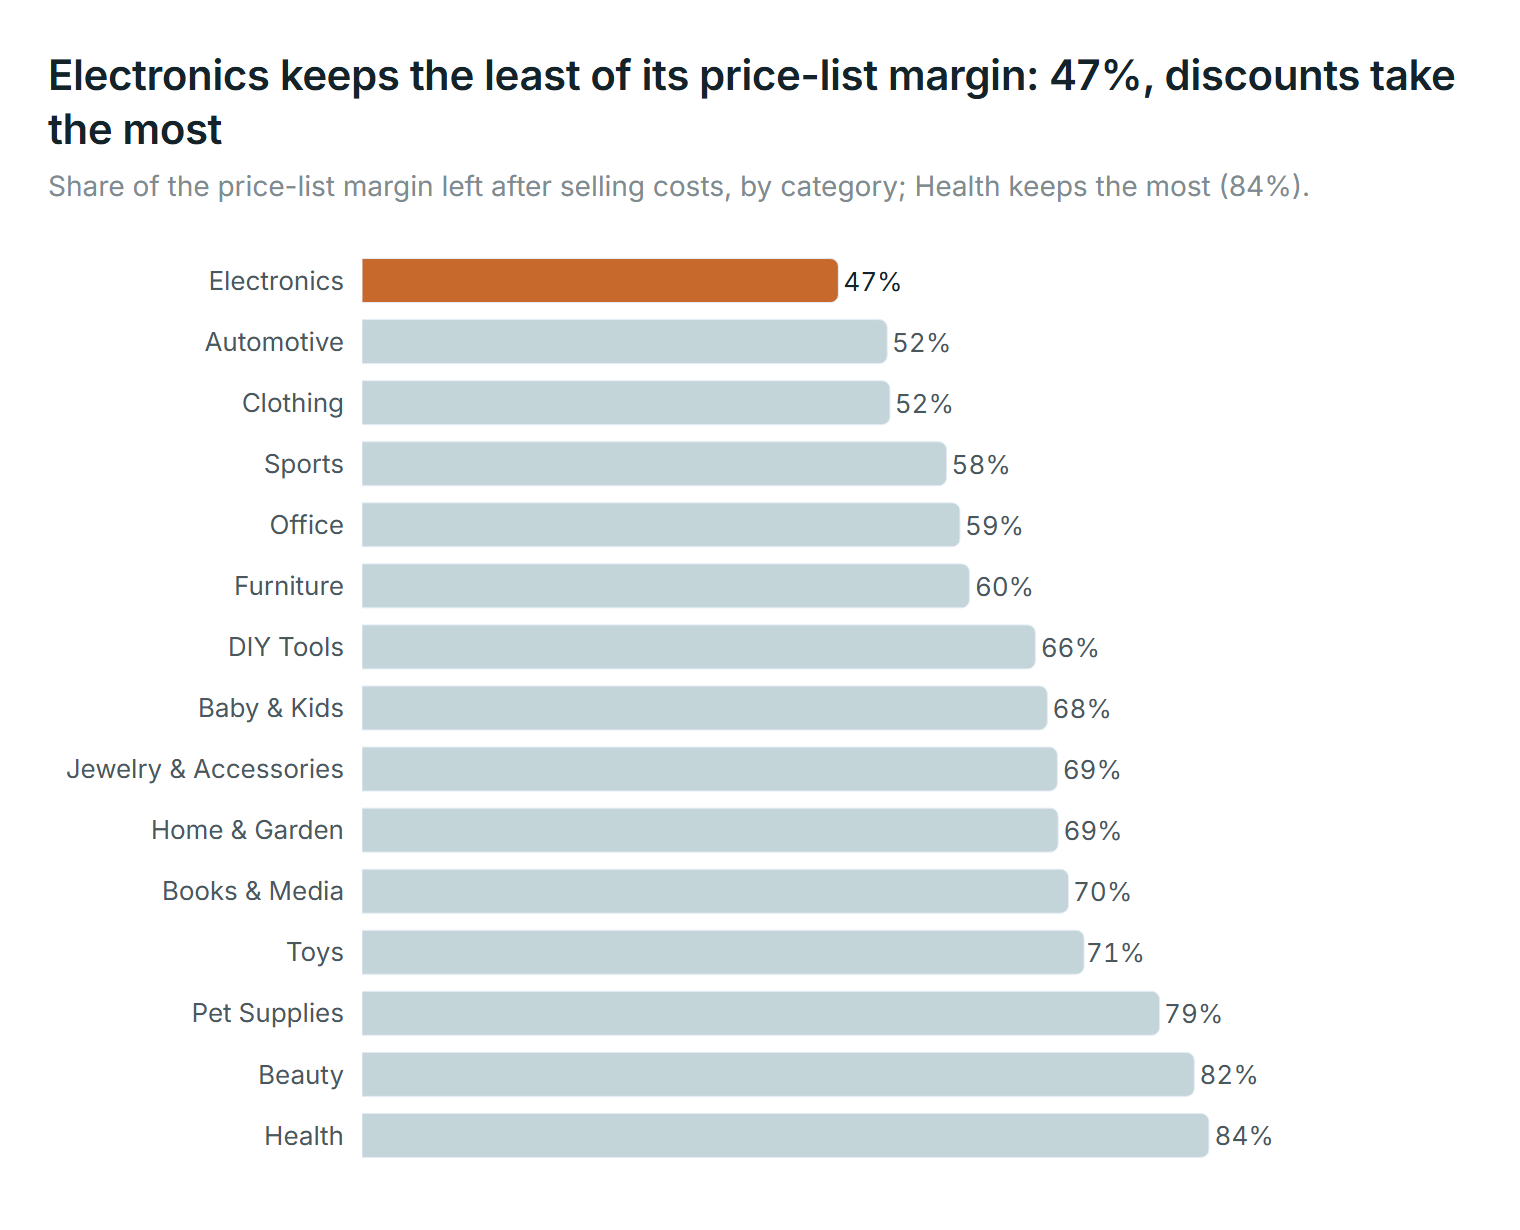 Electronics keeps the least of its price-list margin: 47%, discounts take
the most
Share of the price-list margin left after selling costs, by category; Health keeps the most (84%).
Electronics 47%
Automotive 52%
Clothing 52%
Sports 58%
Office 59%
Furniture 60%
DIY Tools 66%
Baby & Kids 68%
Jewelry & Accessories 69%
Home & Garden 69%
Books & Media 70%
Toys 71%
Pet Supplies 79%
Beauty 82%
Health 84%